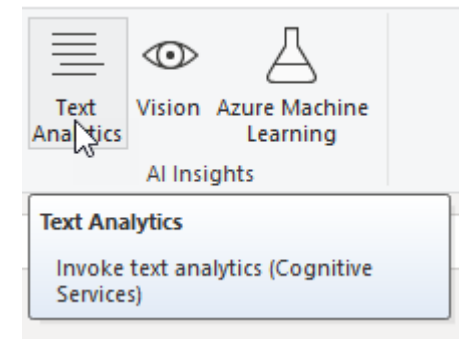 Text Analytics
Vision
Azure Machine Learning
AI Insights
Text Analytics
Invoke text analytics (Cognitive
Services)